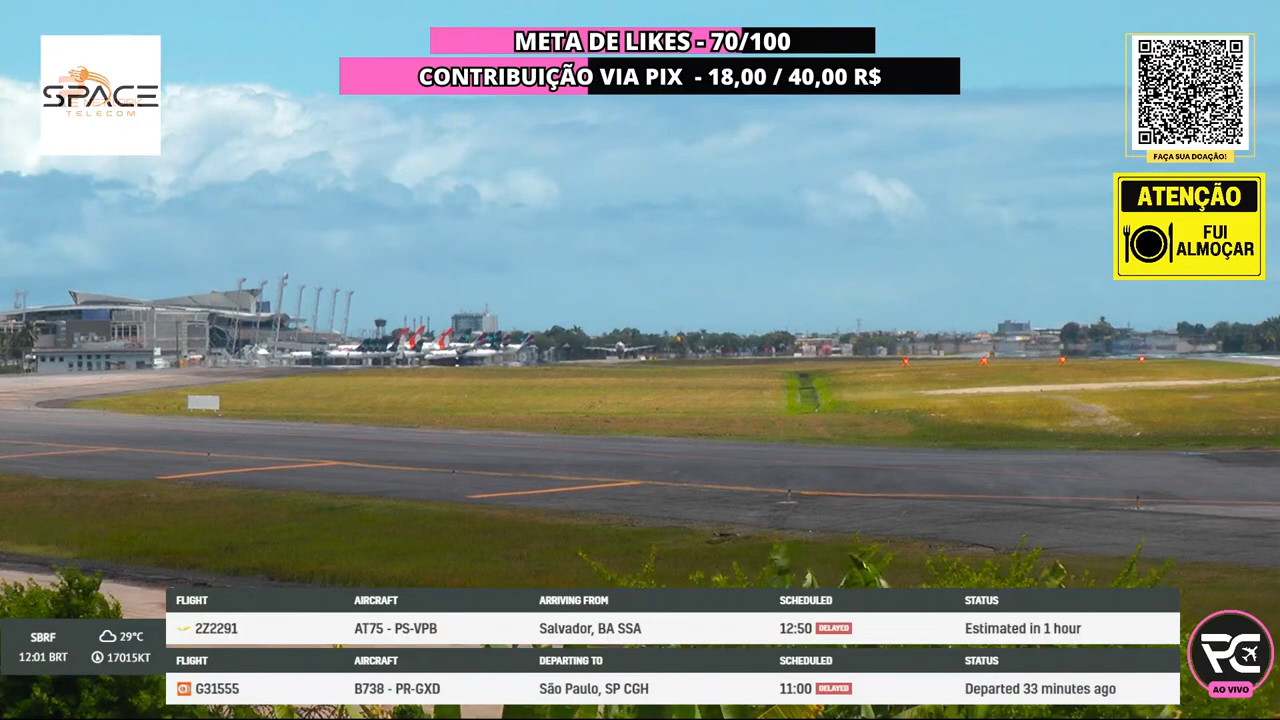 META DE LIKES - 70/100
CONTRIBUIÇÃO VIA PIX - 18,00 / 40,00 R$
SPACE
TELECOM
FAÇA SUA DOAÇÃO!
ATENÇÃO
FUI
ALMOÇAR
FLIGHT AIRCRAFT ARRIVING FROM SCHEDULED STATUS
2Z2291 AT75 - PS-VPB Salvador, BA SSA 12:50 DELAYED Estimated in 1 hour
FLIGHT AIRCRAFT DEPARTING TO SCHEDULED STATUS
G31555 B738 - PR-GXD São Paulo, SP CGH 11:00 DELAYED Departed 33 minutes ago
SBRF 29°C
12:01 BRT 17015KT
PC
AO VIVO